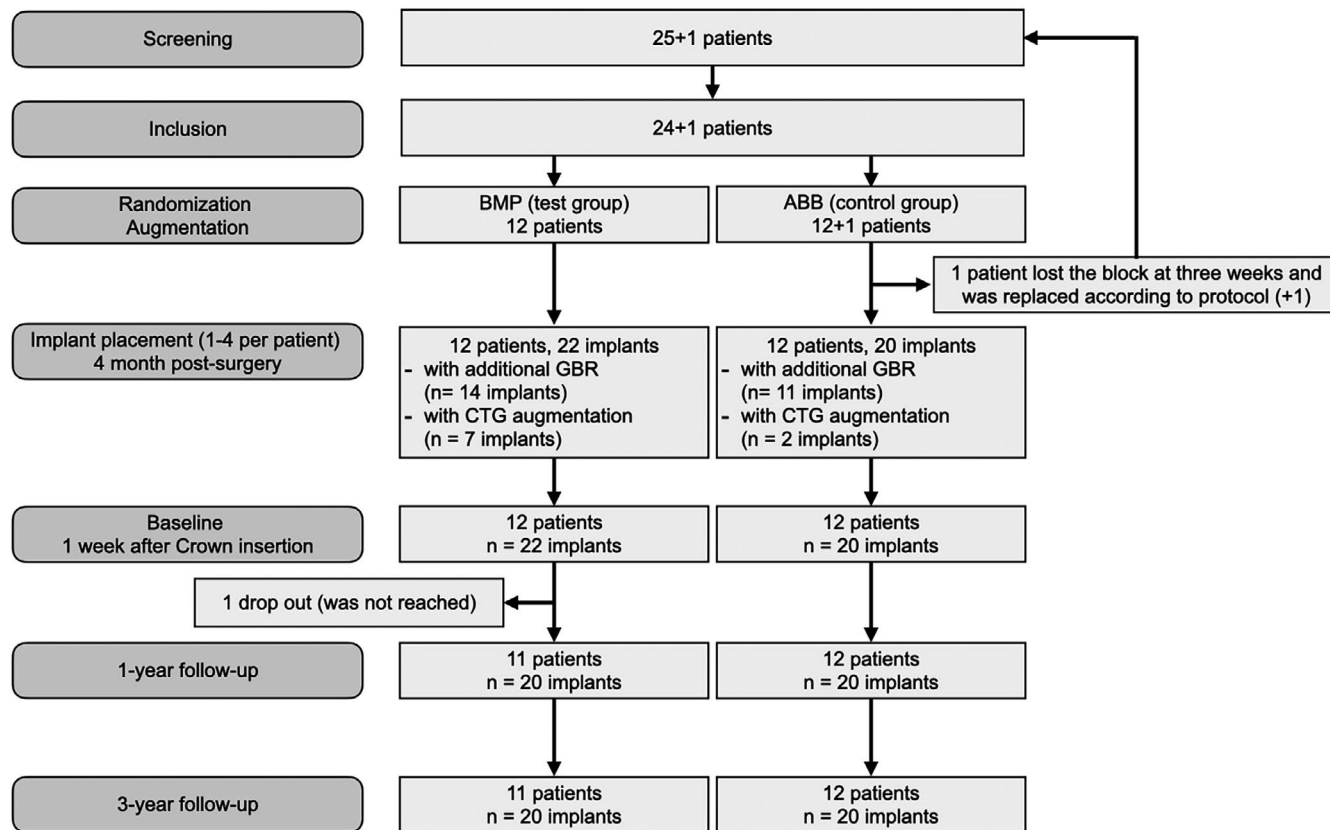 Screening
25+1 patients
Inclusion
24+1 patients
Randomization
Augmentation
BMP (test group)
12 patients
ABB (control group)
12+1 patients
1 patient lost the block at three weeks and
was replaced according to protocol (+1)
Implant placement (1-4 per patient)
4 month post-surgery
12 patients, 22 implants
- with additional GBR
(n= 14 implants)
- with CTG augmentation
(n = 7 implants)
12 patients, 20 implants
- with additional GBR
(n= 11 implants)
- with CTG augmentation
(n = 2 implants)
Baseline
1 week after Crown insertion
12 patients
n = 22 implants
12 patients
n = 20 implants
1 drop out (was not reached)
1-year follow-up
11 patients
n = 20 implants
12 patients
n = 20 implants
3-year follow-up
11 patients
n = 20 implants
12 patients
n = 20 implants